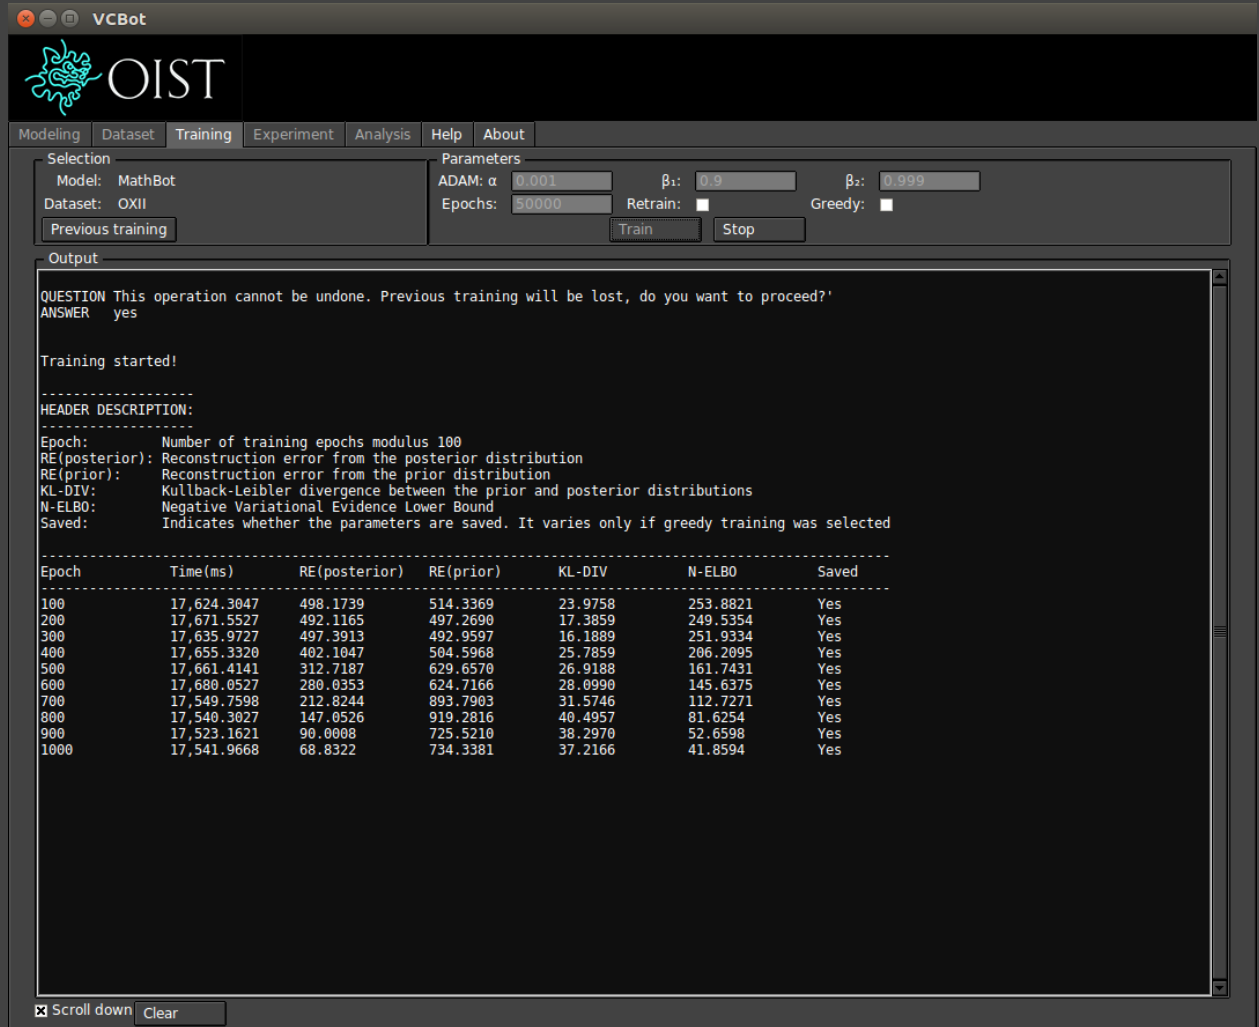 VCBot
OIST
Modeling Dataset Training Experiment Analysis Help About
Selection
Model: MathBot
Dataset: OXII
Previous training
Parameters
ADAM: α 0.001 β₁: 0.9 β₂: 0.999
Epochs: 50000 Retrain: Greedy:
Train Stop
Output
QUESTION This operation cannot be undone. Previous training will be lost, do you want to proceed?'
ANSWER yes
Training started!
-------------------
HEADER DESCRIPTION:
-------------------
Epoch: Number of training epochs modulus 100
RE(posterior): Reconstruction error from the posterior distribution
RE(prior): Reconstruction error from the prior distribution
KL-DIV: Kullback-Leibler divergence between the prior and posterior distributions
N-ELBO: Negative Variational Evidence Lower Bound
Saved: Indicates whether the parameters are saved. It varies only if greedy training was selected
---------------------------------------------------------------------------------------------------------
Epoch Time(ms) RE(posterior) RE(prior) KL-DIV N-ELBO Saved
---------------------------------------------------------------------------------------------------------
100 17,624.3047 498.1739 514.3369 23.9758 253.8821 Yes
200 17,671.5527 492.1165 497.2690 17.3859 249.5354 Yes
300 17,635.9727 497.3913 492.9597 16.1889 251.9334 Yes
400 17,655.3320 402.1047 504.5968 25.7859 206.2095 Yes
500 17,661.4141 312.7187 629.6570 26.9188 161.7431 Yes
600 17,680.0527 280.0353 624.7166 28.0990 145.6375 Yes
700 17,549.7598 212.8244 893.7903 31.5746 112.7271 Yes
800 17,540.3027 147.0526 919.2816 40.4957 81.6254 Yes
900 17,523.1621 90.0008 725.5210 38.2970 52.6598 Yes
1000 17,541.9668 68.8322 734.3381 37.2166 41.8594 Yes
Scroll down Clear